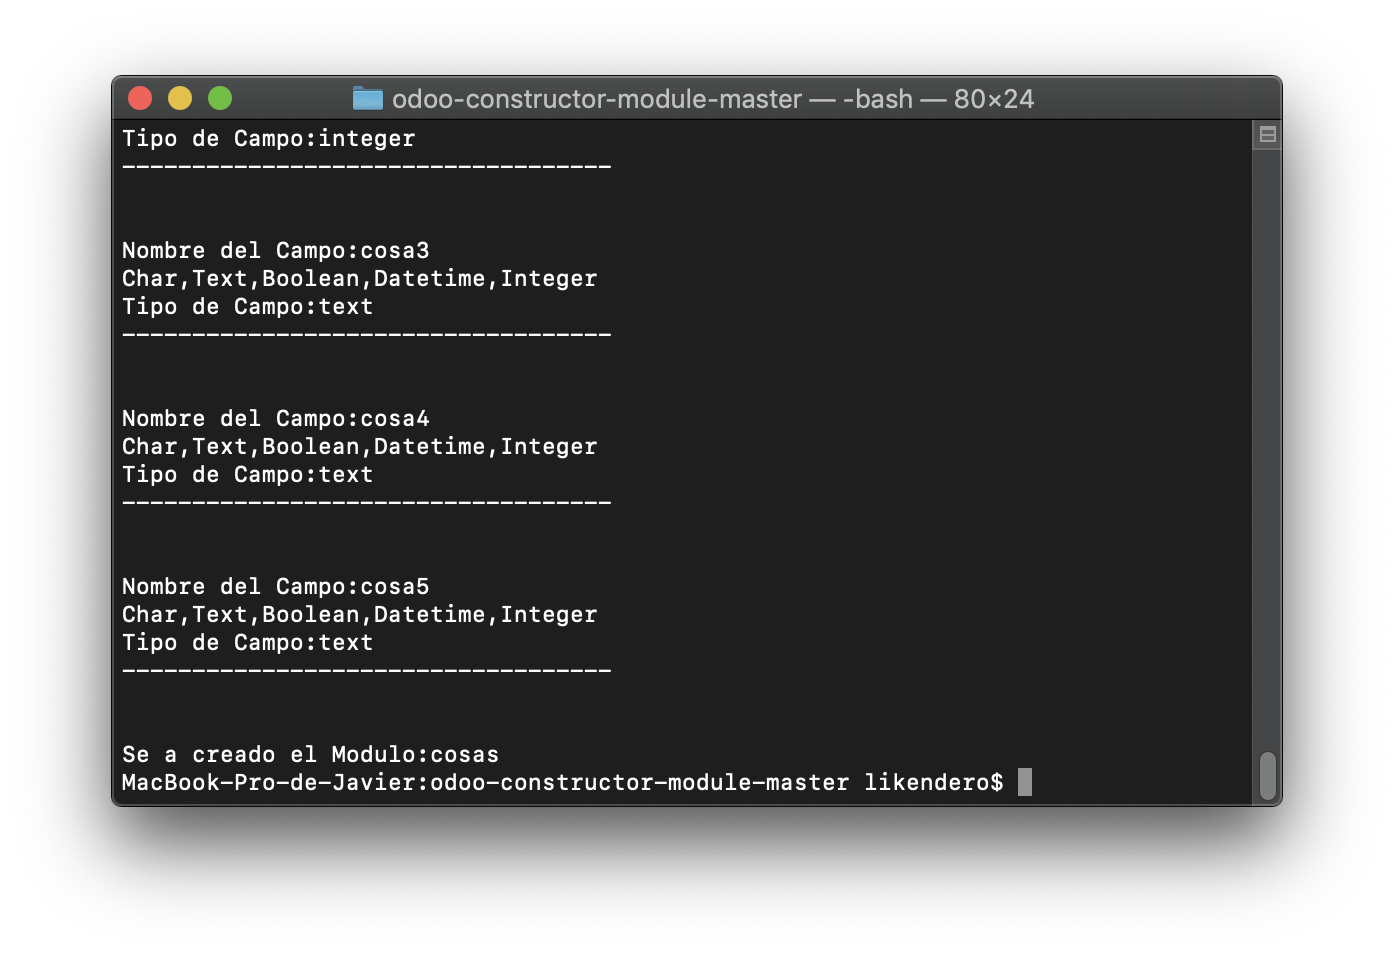 odoo-constructor-module-master — -bash — 80×24
Tipo de Campo:integer
-----------------------------------
Nombre del Campo:cosa3
Char,Text,Boolean,Datetime,Integer
Tipo de Campo:text
-----------------------------------
Nombre del Campo:cosa4
Char,Text,Boolean,Datetime,Integer
Tipo de Campo:text
-----------------------------------
Nombre del Campo:cosa5
Char,Text,Boolean,Datetime,Integer
Tipo de Campo:text
-----------------------------------
Se a creado el Modulo:cosas
MacBook-Pro-de-Javier:odoo-constructor-module-master likendero$